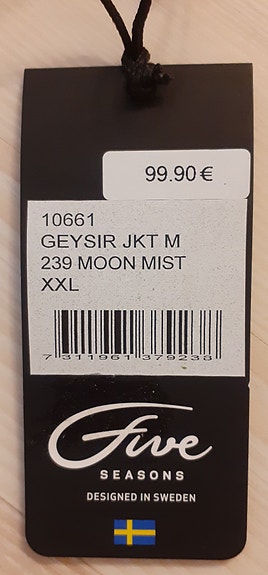 99.90€
10661
GEYSIR JKT M
239 MOON MIST
XXL
7 311961 379238
Five
SEASONS
DESIGNED IN SWEDEN